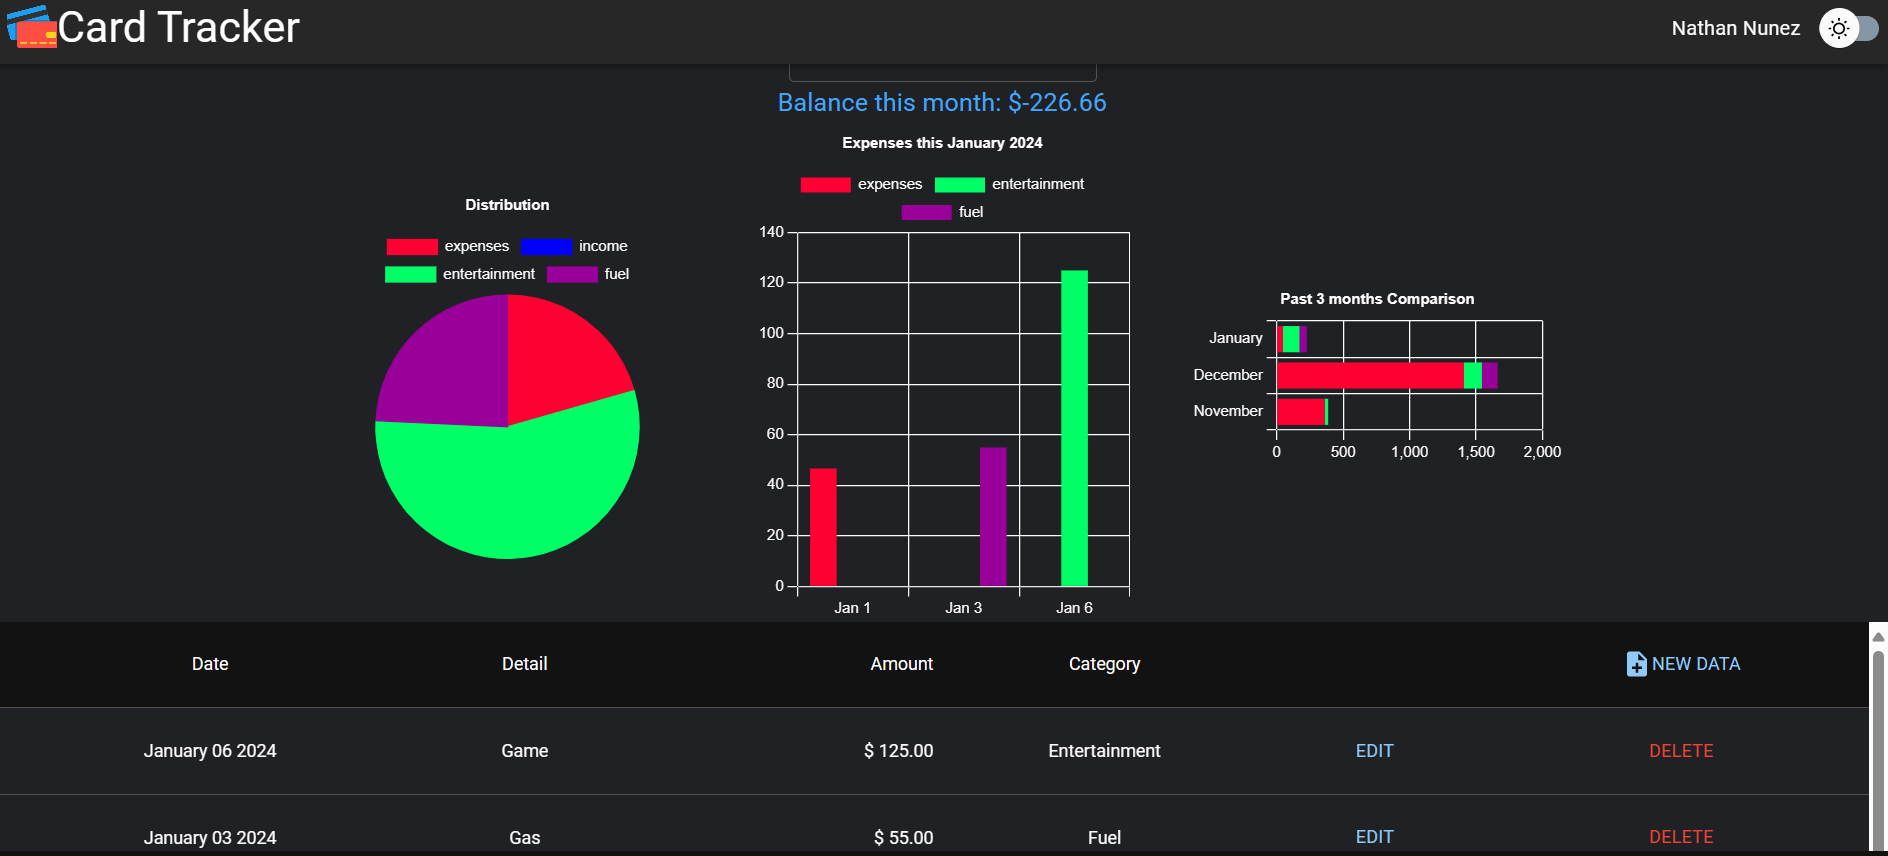 Card Tracker
Nathan Nunez
Balance this month: $-226.66
Distribution
expenses income
entertainment fuel
Expenses this January 2024
expenses entertainment
fuel
140
120
100
80
60
40
20
0
Jan 1 Jan 3 Jan 6
Past 3 months Comparison
January
December
November
0 500 1,000 1,500 2,000
Date Detail Amount Category NEW DATA
January 06 2024 Game $ 125.00 Entertainment EDIT DELETE
January 03 2024 Gas $ 55.00 Fuel EDIT DELETE